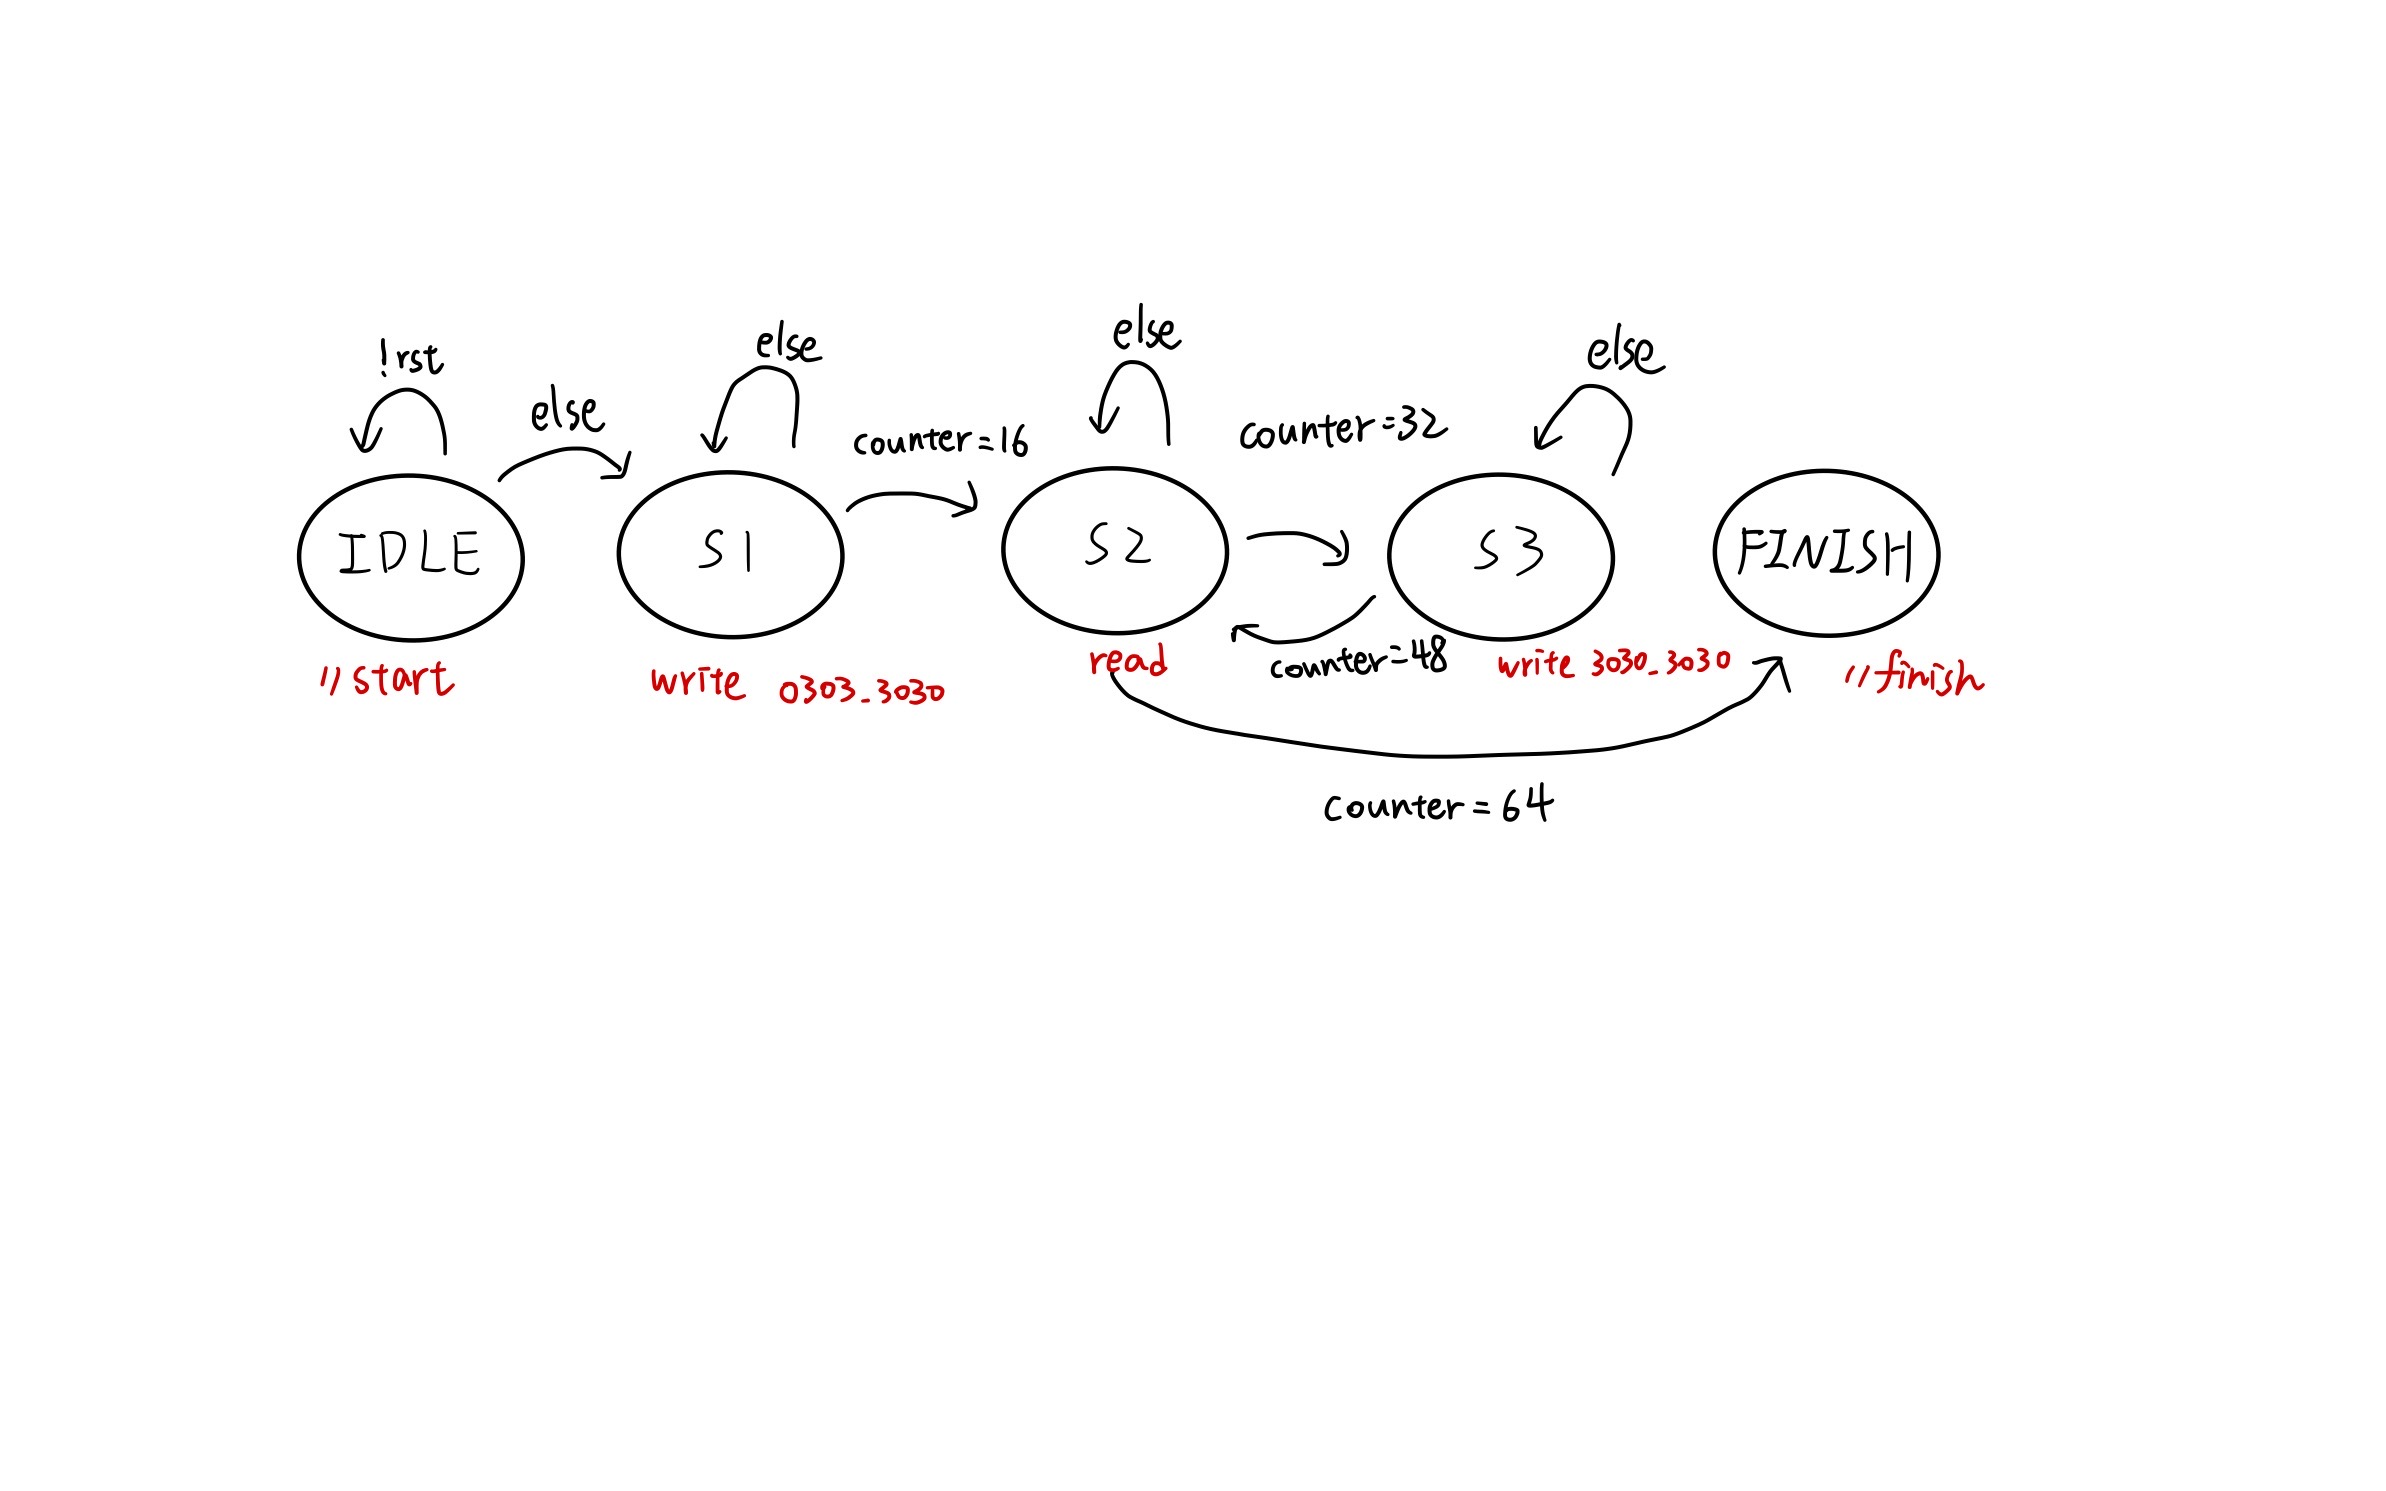 !rst
else
else
counter=16
else
counter=32
else
IDLE
S1
S2
S3
FINISH
//start
write 0303_3030
read
counter=48
write 3030_3030
//finish
counter=64